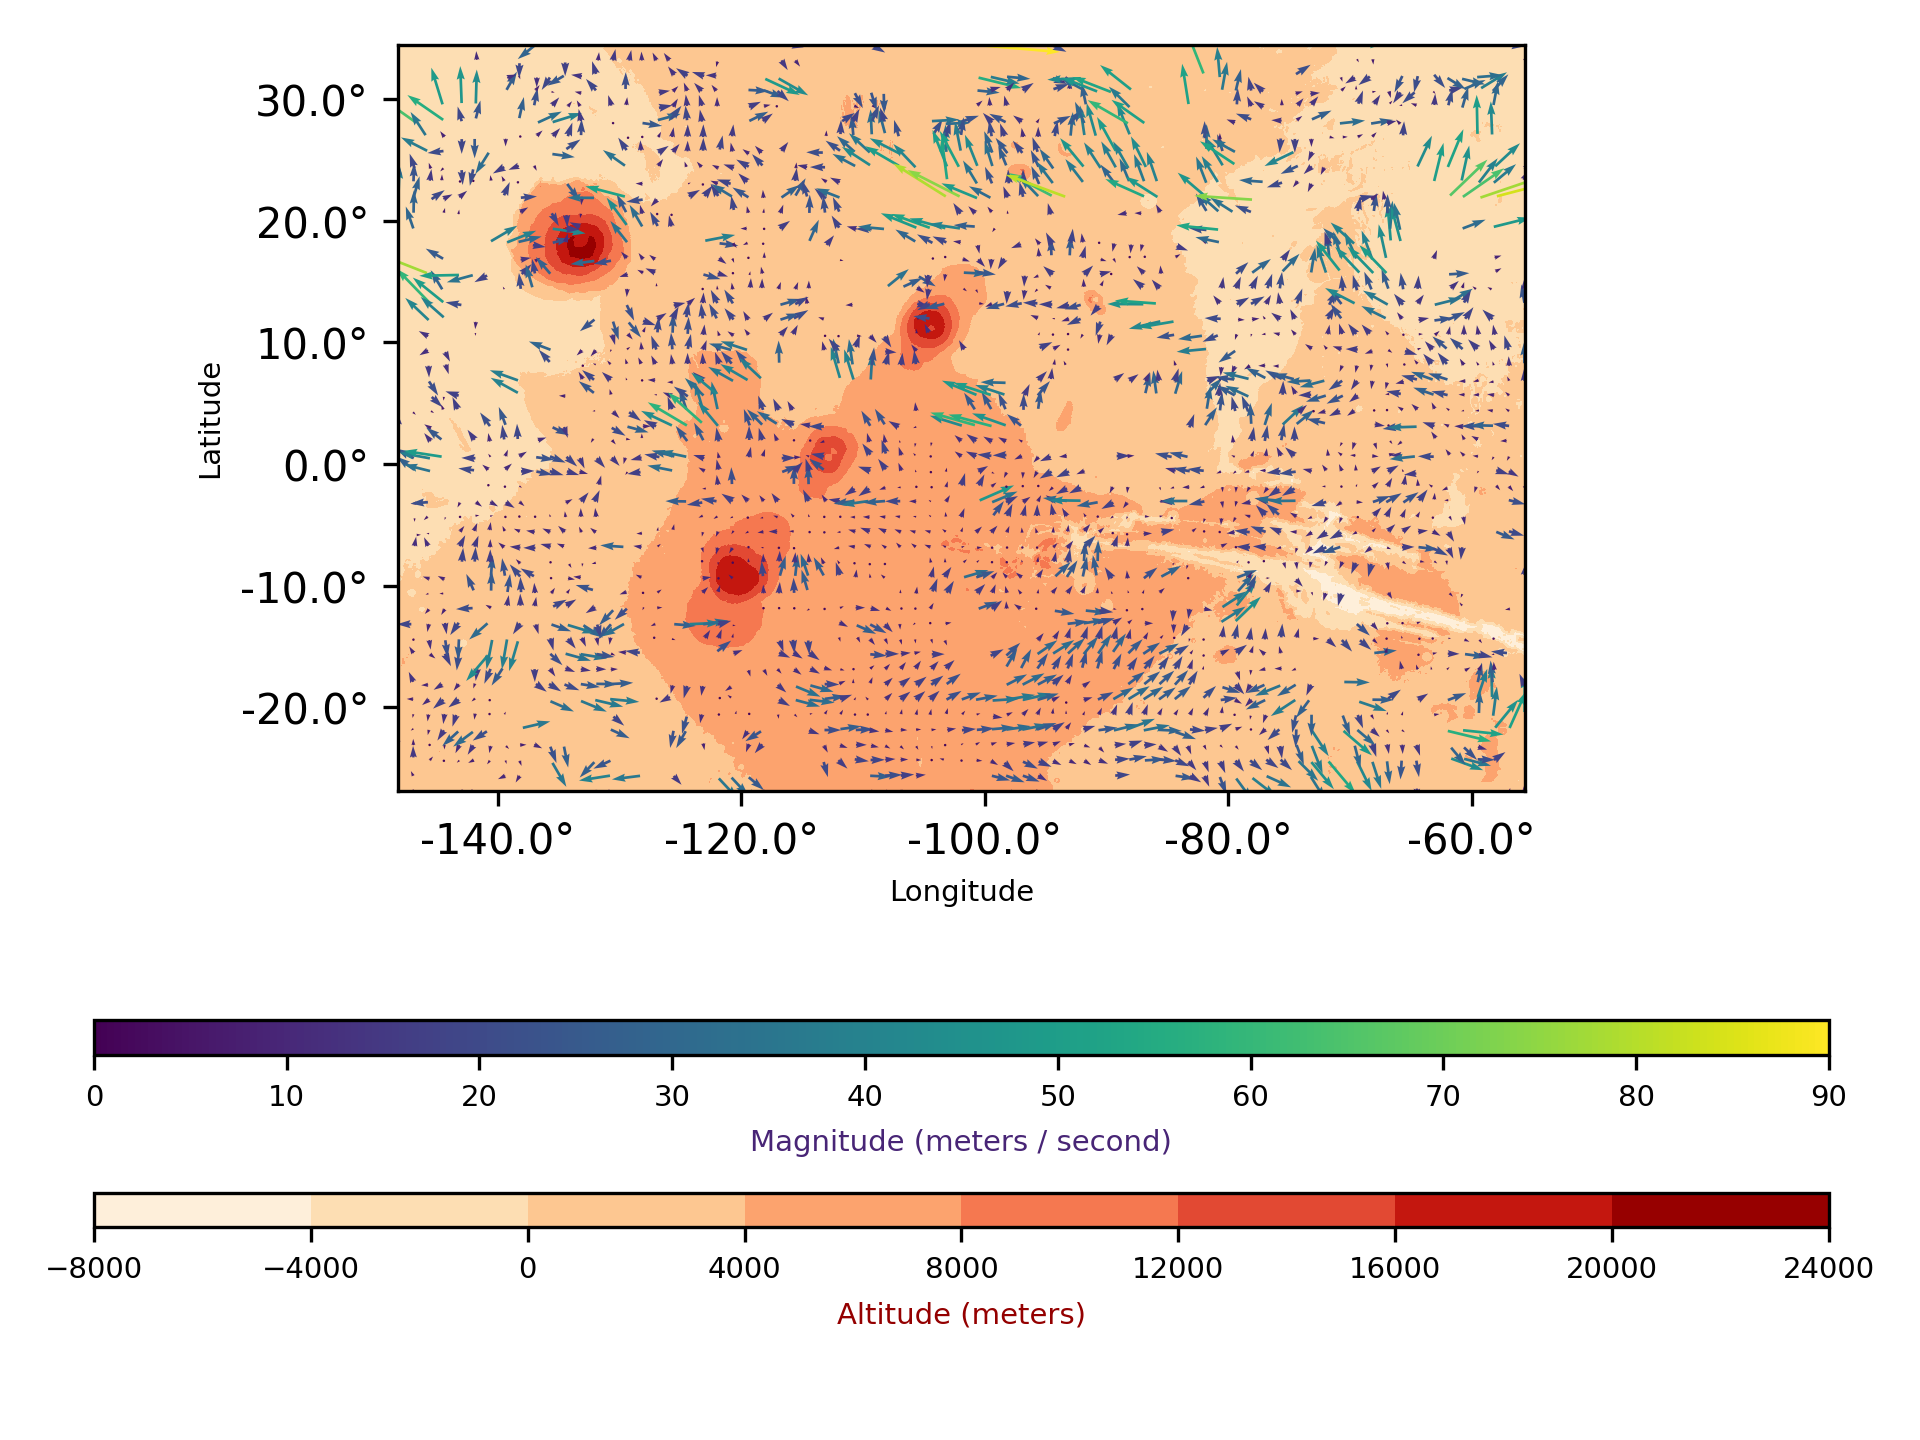 30.0°
20.0°
10.0°
0.0°
-10.0°
-20.0°
Latitude
-140.0° -120.0° -100.0° -80.0° -60.0°
Longitude
0 10 20 30 40 50 60 70 80 90
Magnitude (meters / second)
−8000 −4000 0 4000 8000 12000 16000 20000 24000
Altitude (meters)